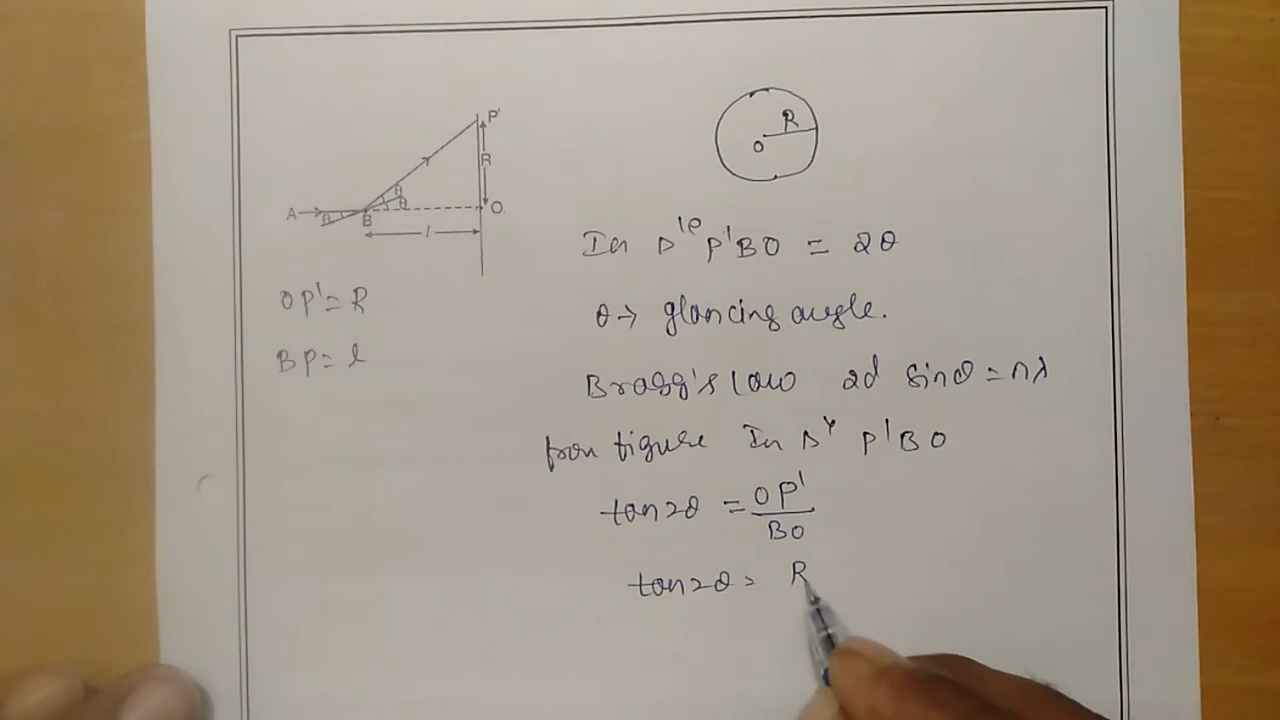 P'
R
θ
θ
A
θ
B
O
l
OP' = R
BP = l
R
O
In Δle P'BO = 2θ
θ → glancing angle.
Bragg's law 2d sinθ = nλ
from figure In Δr P'BO
tan2θ = OP'/BO
tan2θ = R